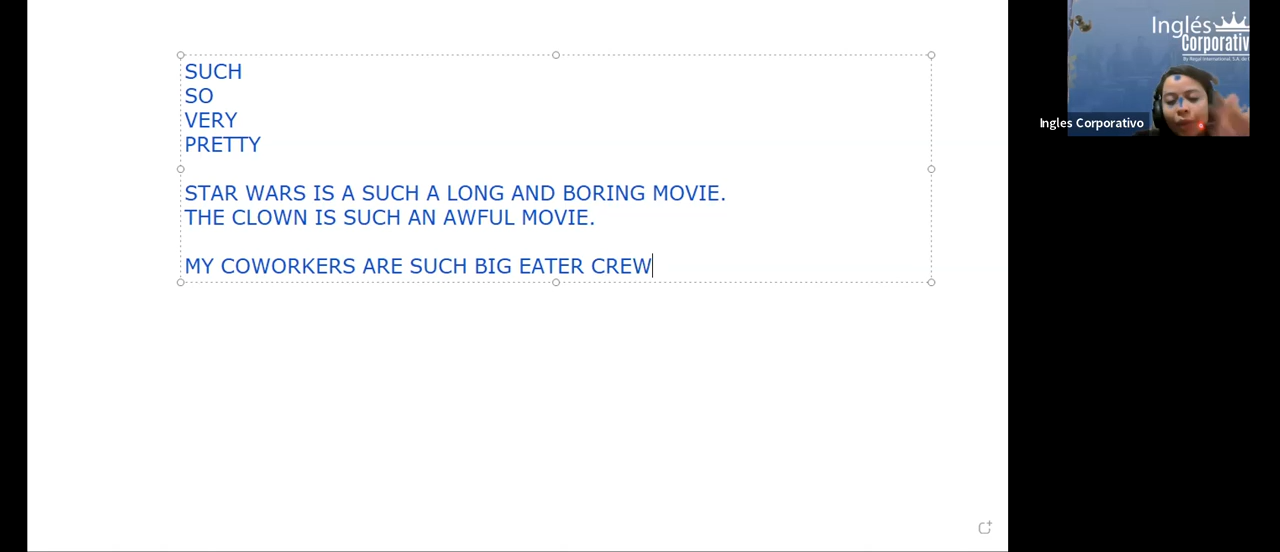 SUCH
SO
VERY
PRETTY
STAR WARS IS A SUCH A LONG AND BORING MOVIE.
THE CLOWN IS SUCH AN AWFUL MOVIE.
MY COWORKERS ARE SUCH BIG EATER CREW
Inglés
Corporativ
Ingles Corporativo